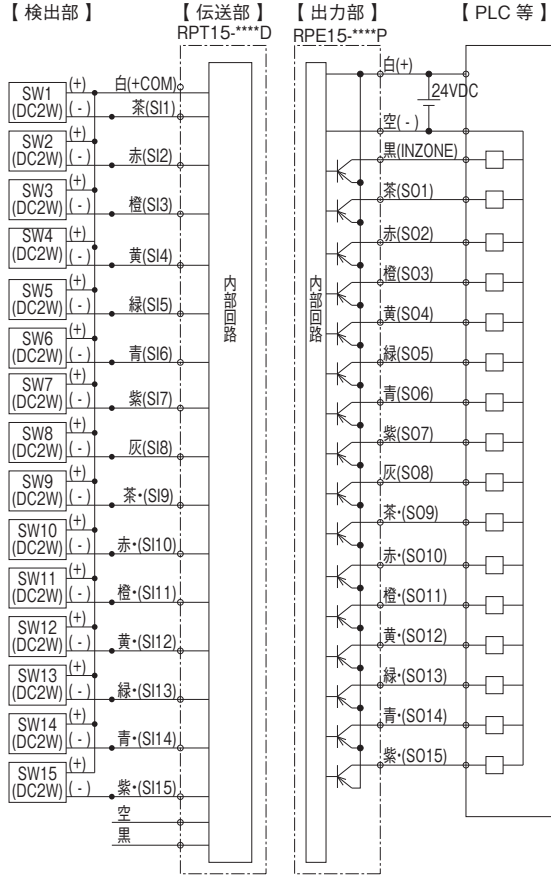 【 検出部 】
【 伝送部 】
【 出力部 】
【 PLC 等 】
RPT15-****D
RPE15-****P
SW1
(DC2W)
(+)
(-)
白(+COM)
茶(SI1)
SW2
(DC2W)
(+)
(-)
赤(SI2)
SW3
(DC2W)
(+)
(-)
橙(SI3)
SW4
(DC2W)
(+)
(-)
黄(SI4)
SW5
(DC2W)
(+)
(-)
緑(SI5)
SW6
(DC2W)
(+)
(-)
青(SI6)
SW7
(DC2W)
(+)
(-)
紫(SI7)
SW8
(DC2W)
(+)
(-)
灰(SI8)
SW9
(DC2W)
(+)
(-)
茶・(SI9)
SW10
(DC2W)
(+)
(-)
赤・(SI10)
SW11
(DC2W)
(+)
(-)
橙・(SI11)
SW12
(DC2W)
(+)
(-)
黄・(SI12)
SW13
(DC2W)
(+)
(-)
緑・(SI13)
SW14
(DC2W)
(+)
(-)
青・(SI14)
SW15
(DC2W)
(+)
(-)
紫・(SI15)
空
黒
内部回路
内部回路
白(+)
24VDC
空(-)
黒(INZONE)
茶(SO1)
赤(SO2)
橙(SO3)
黄(SO4)
緑(SO5)
青(SO6)
紫(SO7)
灰(SO8)
茶・(SO9)
赤・(SO10)
橙・(SO11)
黄・(SO12)
緑・(SO13)
青・(SO14)
紫・(SO15)